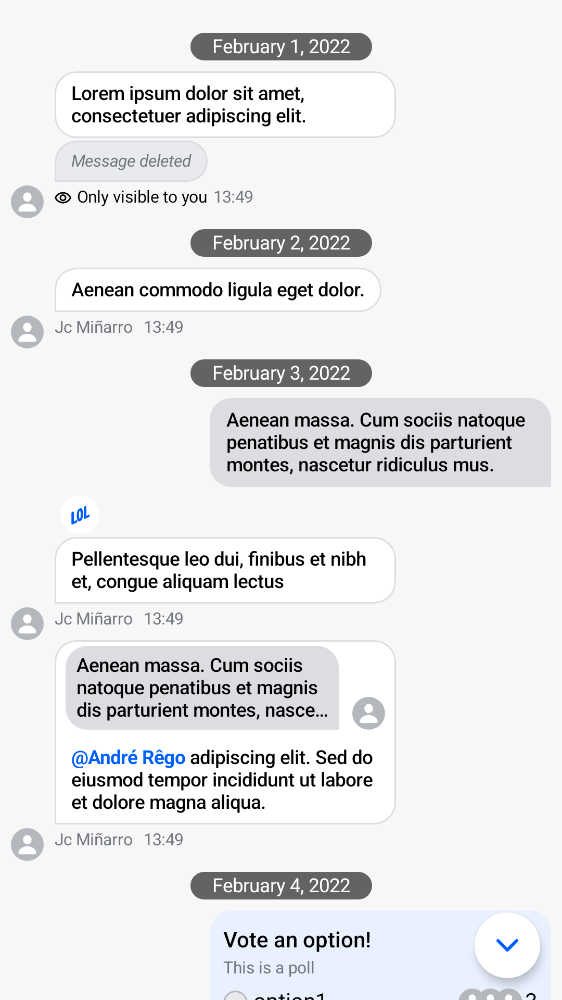 February 1, 2022
Lorem ipsum dolor sit amet,
consectetuer adipiscing elit.
Message deleted
Only visible to you 13:49
February 2, 2022
Aenean commodo ligula eget dolor.
Jc Miñarro 13:49
February 3, 2022
Aenean massa. Cum sociis natoque
penatibus et magnis dis parturient
montes, nascetur ridiculus mus.
LOL
Pellentesque leo dui, finibus et nibh
et, congue aliquam lectus
Jc Miñarro 13:49
Aenean massa. Cum sociis
natoque penatibus et magnis
dis parturient montes, nasce...
@André Rêgo adipiscing elit. Sed do
eiusmod tempor incididunt ut labore
et dolore magna aliqua.
Jc Miñarro 13:49
February 4, 2022
Vote an option!
This is a poll
option1